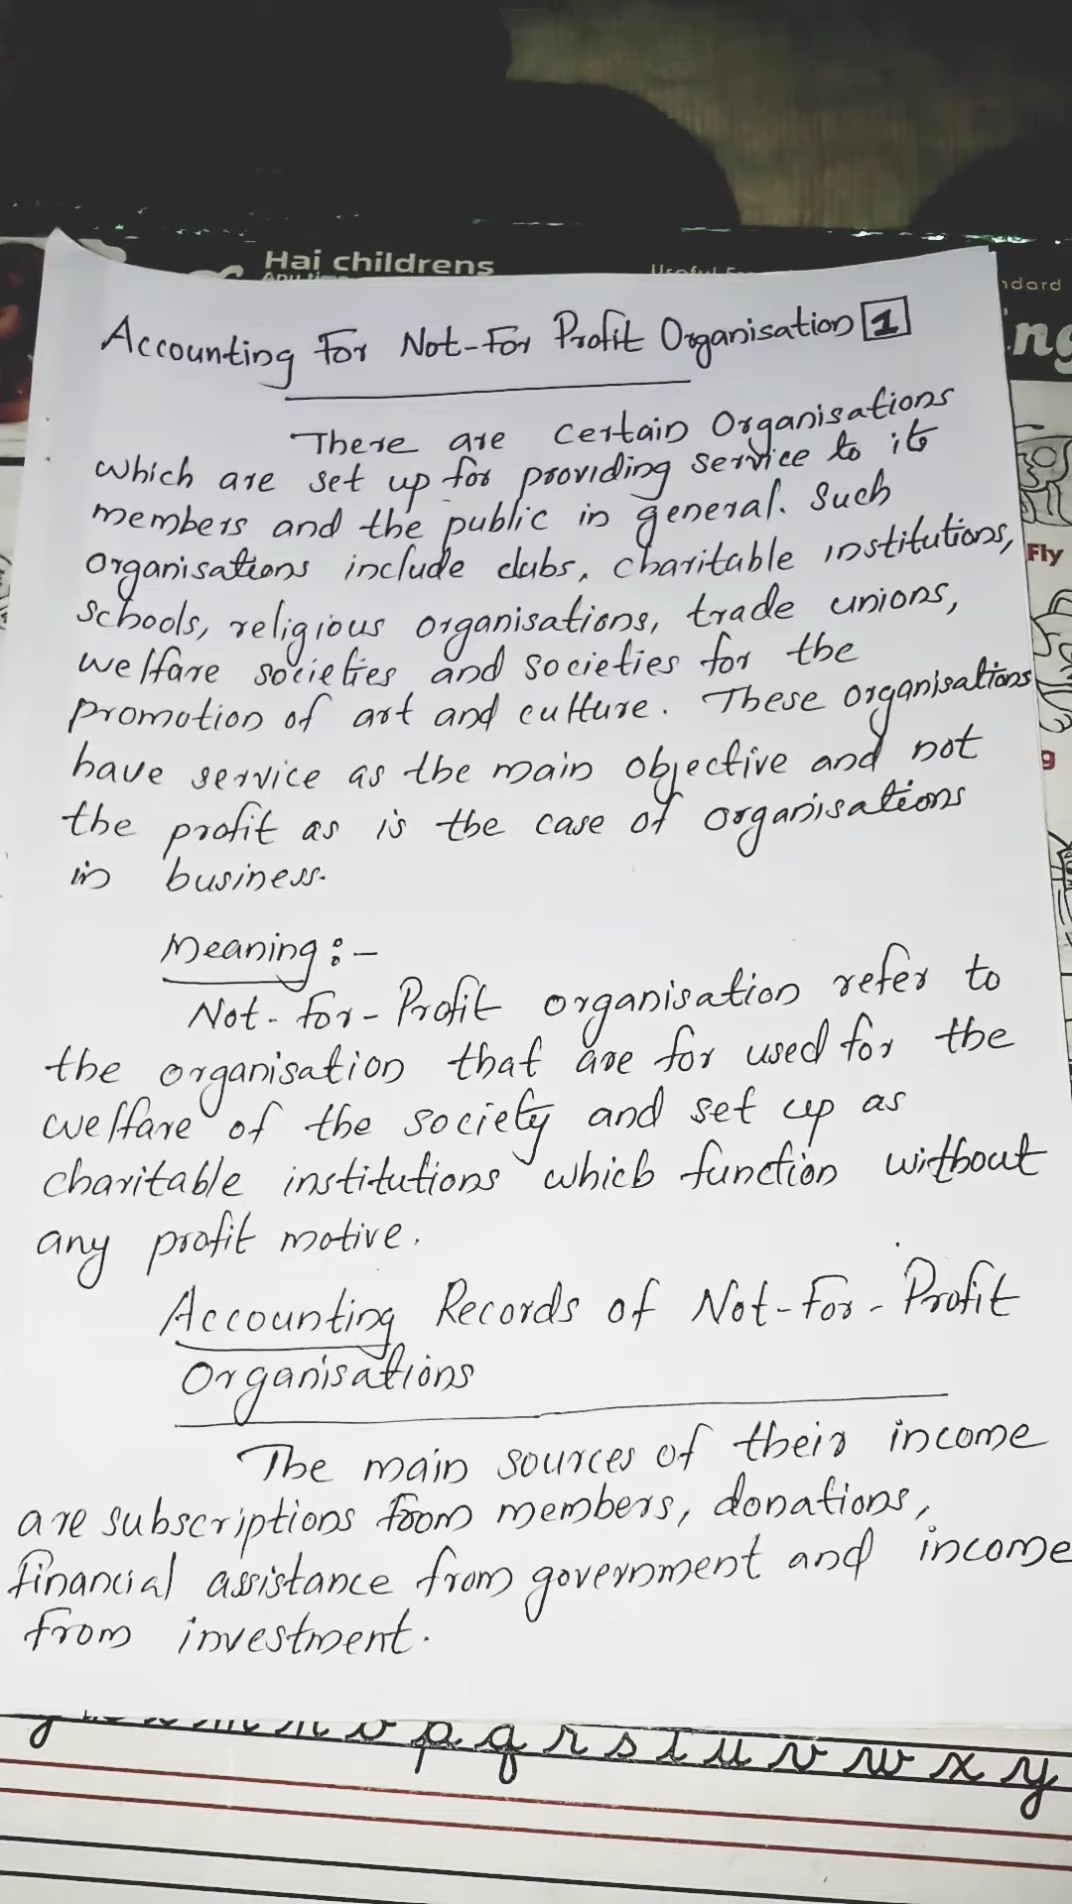 Hai childrens
ndard
ng
Accounting For Not-For Profit Organisation 1
There are certain Organisations
which are set up for providing service to its
members and the public in general. Such
organisations include clubs, charitable institutions,
Fly
schools, religious organisations, trade unions,
welfare societies and societies for the
promotion of art and culture. These organisations
have service as the main objective and not
g
the profit as is the case of organisations
in business.
Meaning:-
Not-for-Profit organisation refer to
the organisation that are for used for the
welfare of the society and set up as
charitable institutions which function without
any profit motive.
Accounting Records of Not-For-Profit
Organisations
The main sources of their income
are subscriptions from members, donations,
financial assistance from government and income
from investment.
p q r s t u v w x y